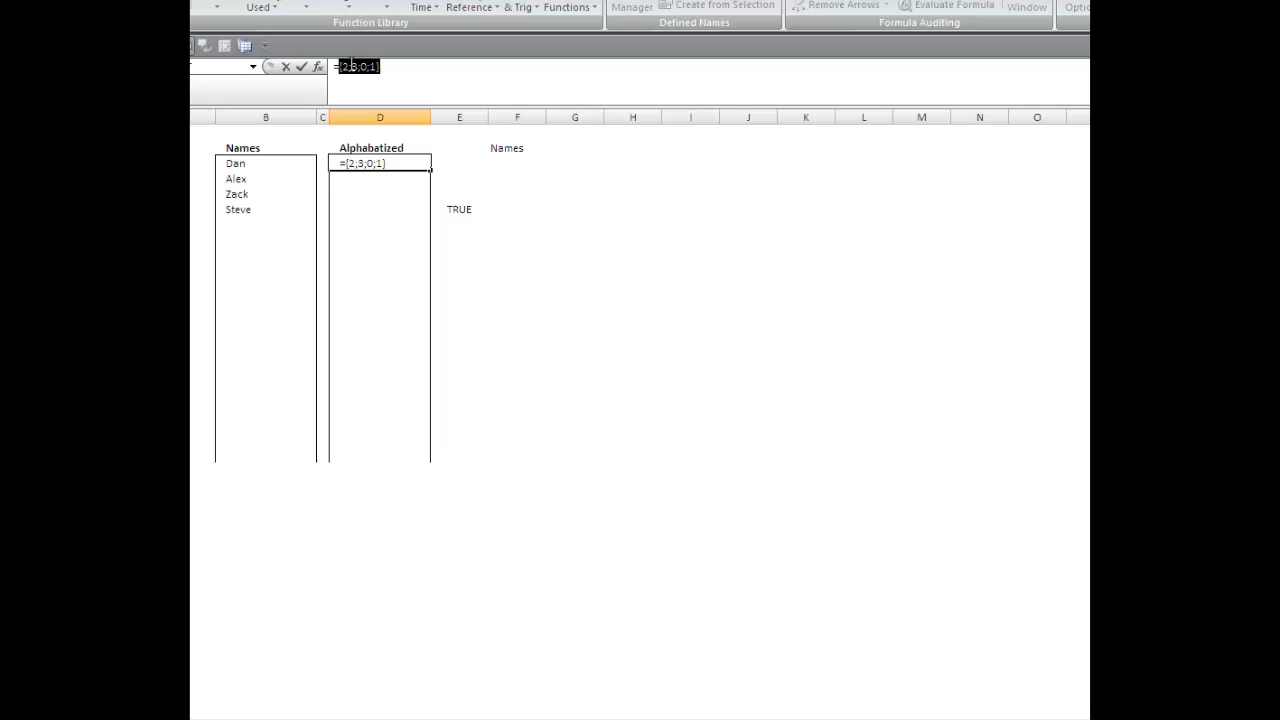 Used Time Reference & Trig Functions Manager Create from Selection Remove Arrows Evaluate Formula Window
Function Library Defined Names Formula Auditing
={2;3;0;1}
B C D E F G H I J K L M N O
Names Alphabatized Names
Dan ={2;3;0;1}
Alex
Zack
Steve TRUE